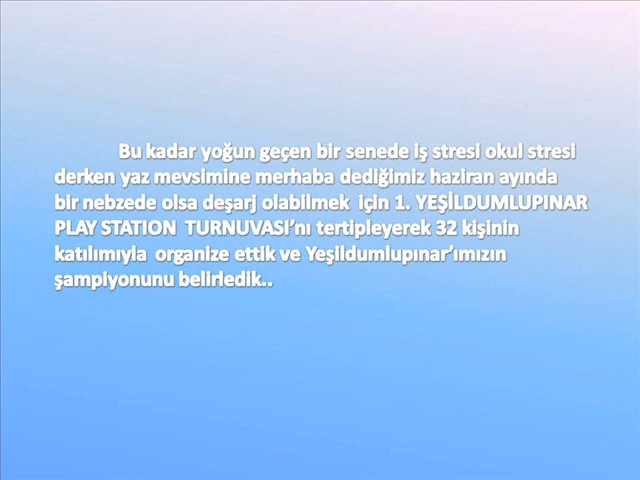 Bu kadar yoğun geçen bir senede iş stresi okul stresi
derken yaz mevsimine merhaba dediğimiz haziran ayında
bir nebzede olsa deşarj olabilmek için 1. YEŞİLDUMLUPINAR
PLAY STATION TURNUVASI’nı tertipleyerek 32 kişinin
katılımıyla organize ettik ve Yeşildumlupınar’ımızın
şampiyonunu belirledik..